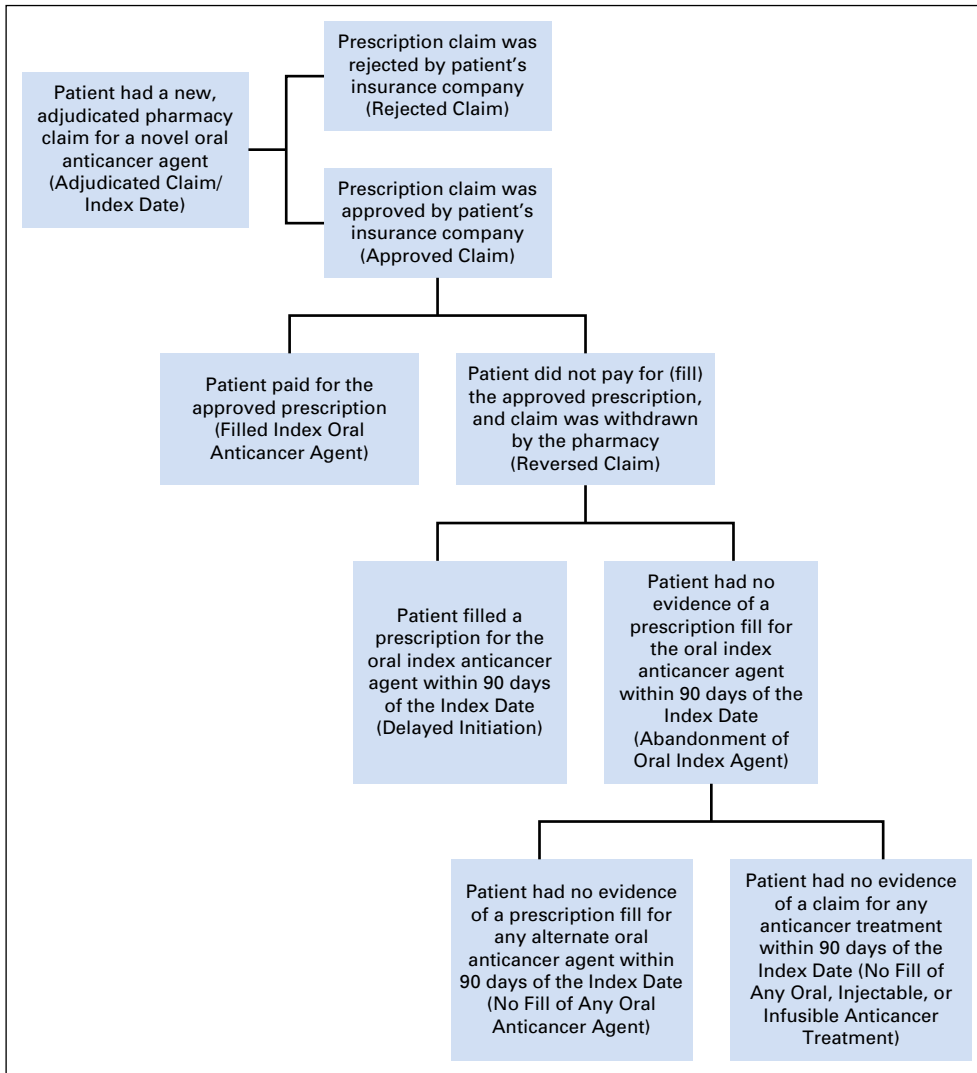 Prescription claim was
rejected by patient's
insurance company
(Rejected Claim)
Patient had a new,
adjudicated pharmacy
claim for a novel oral
anticancer agent
(Adjudicated Claim/
Index Date)
Prescription claim was
approved by patient's
insurance company
(Approved Claim)
Patient paid for the
approved prescription
(Filled Index Oral
Anticancer Agent)
Patient did not pay for (fill)
the approved prescription,
and claim was withdrawn
by the pharmacy
(Reversed Claim)
Patient filled a
prescription for the
oral index anticancer
agent within 90 days
of the Index Date
(Delayed Initiation)
Patient had no
evidence of a
prescription fill for
the oral index
anticancer agent
within 90 days of the
Index Date
(Abandonment of
Oral Index Agent)
Patient had no evidence
of a prescription fill for
any alternate oral
anticancer agent within
90 days of the Index Date
(No Fill of Any Oral
Anticancer Agent)
Patient had no evidence
of a claim for any
anticancer treatment
within 90 days of the
Index Date (No Fill of
Any Oral, Injectable, or
Infusible Anticancer
Treatment)